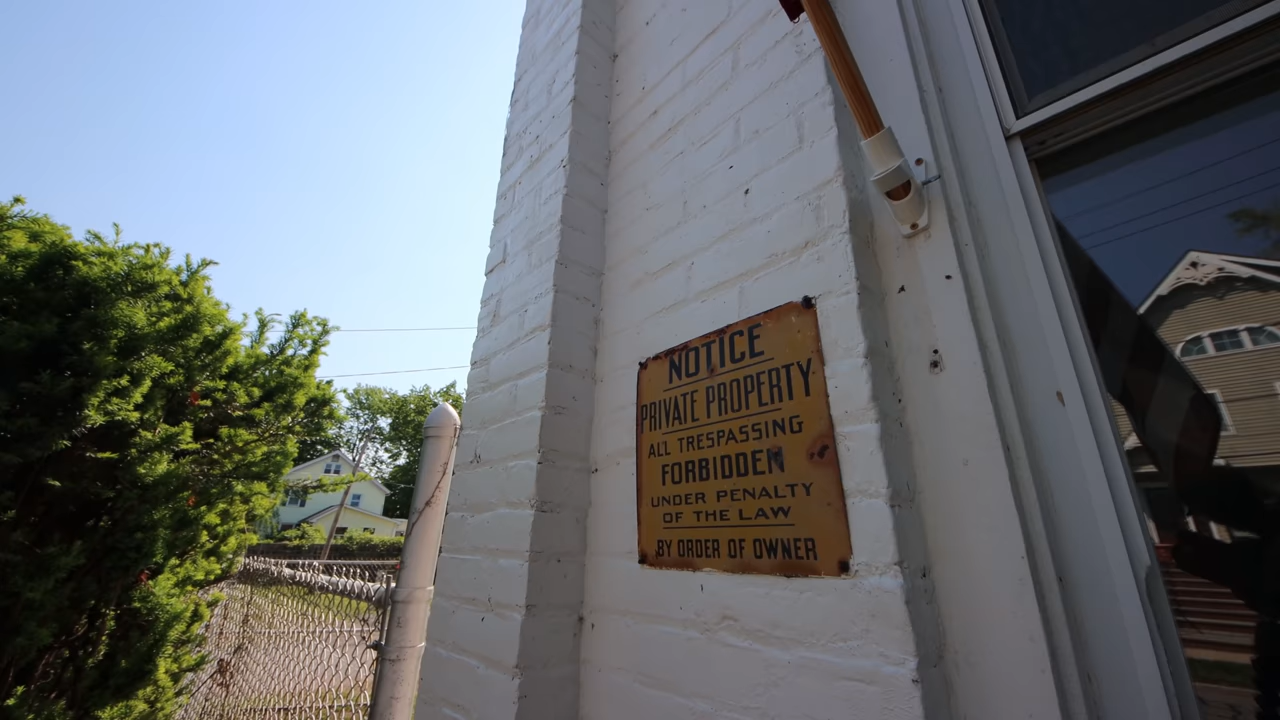 NOTICE
PRIVATE PROPERTY
ALL TRESPASSING
FORBIDDEN
UNDER PENALTY
OF THE LAW
BY ORDER OF OWNER